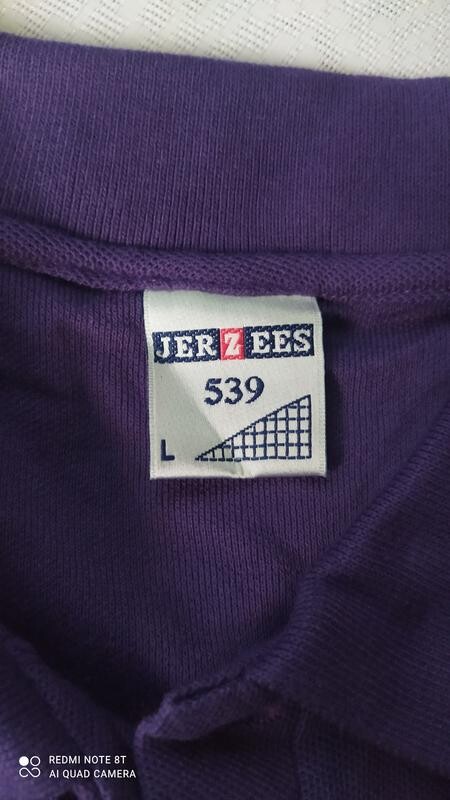 JERZEES
539
L
REDMI NOTE 8T
AI QUAD CAMERA